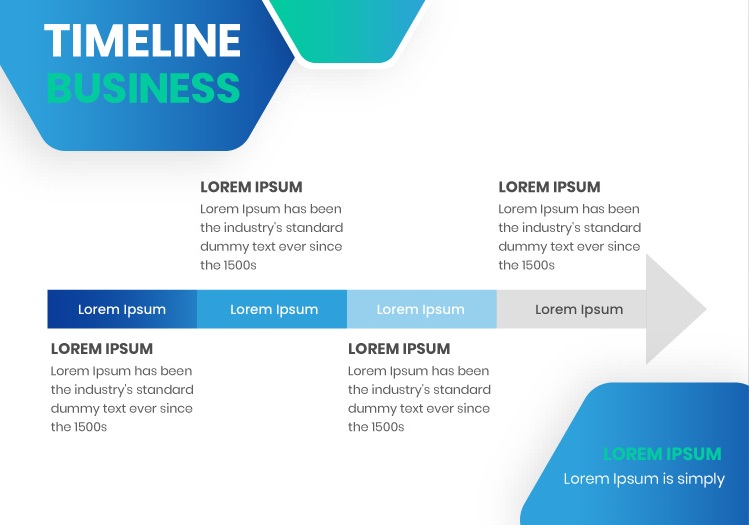 TIMELINE
BUSINESS
LOREM IPSUM
Lorem Ipsum has been
the industry's standard
dummy text ever since
the 1500s
LOREM IPSUM
Lorem Ipsum has been
the industry's standard
dummy text ever since
the 1500s
Lorem Ipsum
Lorem Ipsum
Lorem Ipsum
Lorem Ipsum
LOREM IPSUM
Lorem Ipsum has been
the industry's standard
dummy text ever since
the 1500s
LOREM IPSUM
Lorem Ipsum has been
the industry's standard
dummy text ever since
the 1500s
LOREM IPSUM
Lorem Ipsum is simply